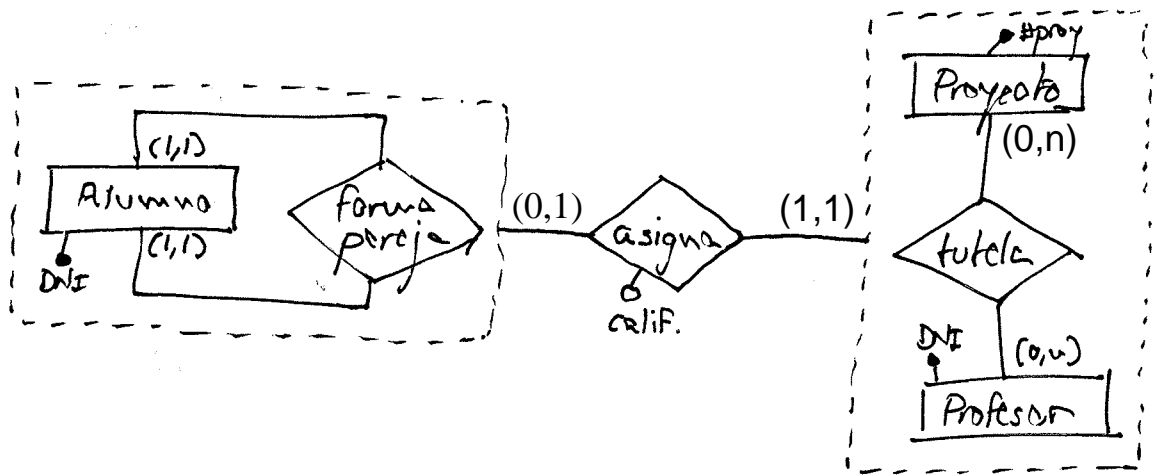 #proy
Proyecto
(0,n)
(1,1)
Alumno
(1,1)
DNI
forma
pareja
(0,1)
asigna
calif.
(1,1)
tutela
DNI
(0,n)
Profesor